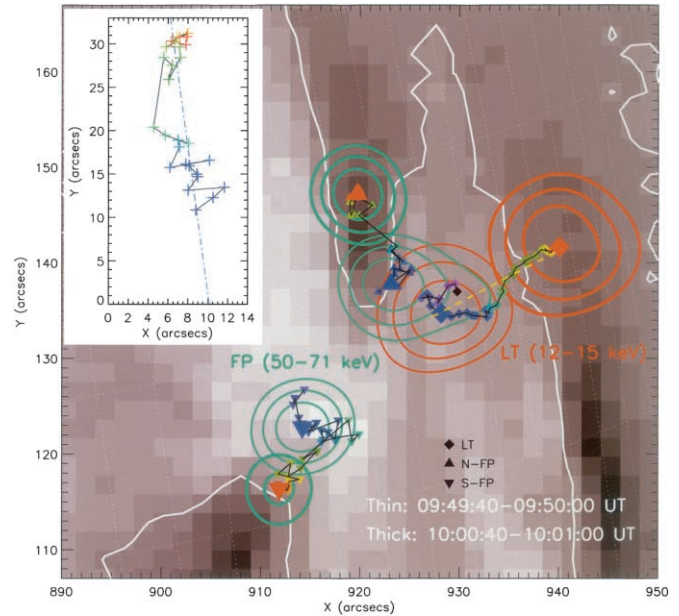 30
25
20
15
10
5
0
0 2 4 6 8 10 12 14
X (arcsecs)
Y (arcsecs)
160
150
140
130
120
110
Y (arcsecs)
FP (50-71 keV)
LT (12-15 keV)
LT
N-FP
S-FP
Thin: 09:49:40-09:50:00 UT
Thick: 10:00:40-10:01:00 UT
890 900 910 920 930 940 950
X (arcsecs)